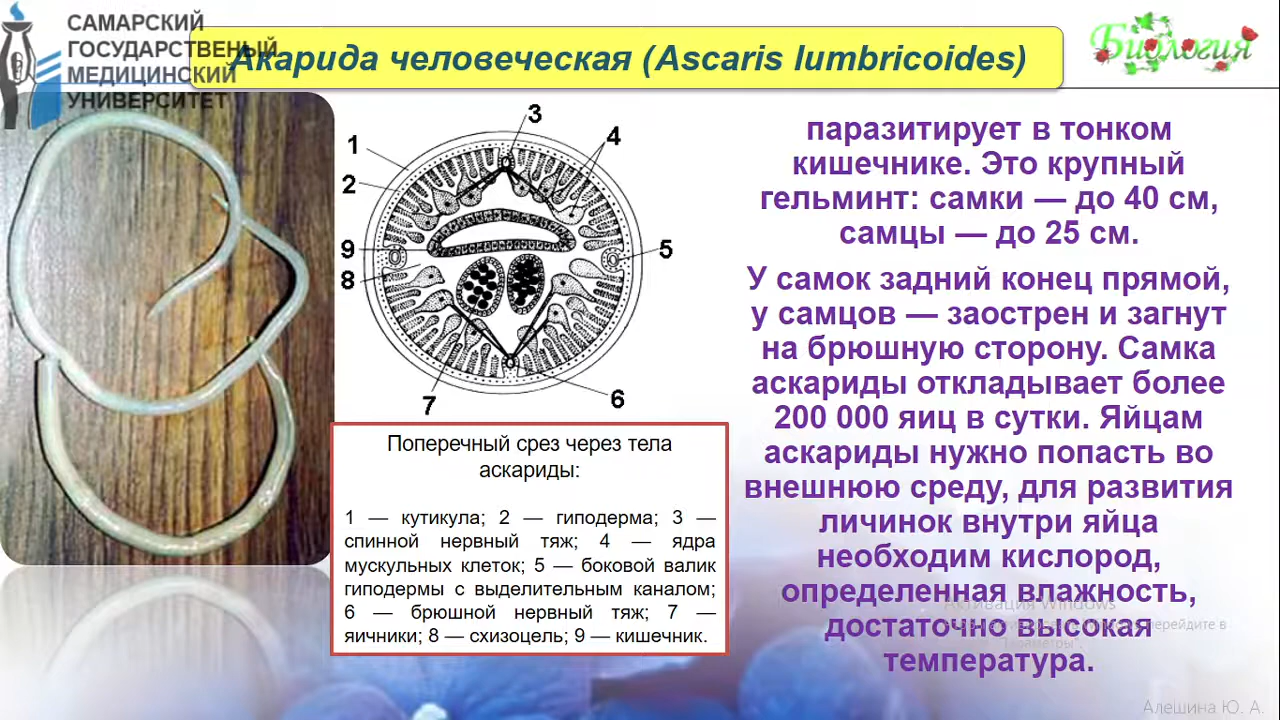 САМАРСКИЙ
ГОСУДАРСТВЕНЫЙ
МЕДИЦИНСКИЙ
УНИВЕРСИТЕТ
Акарида человеческая (Ascaris lumbricoides)
Биология
1
2
3
4
5
6
7
8
9
Поперечный срез через тела
аскариды:
1 — кутикула; 2 — гиподерма; 3 —
спинной нервный тяж; 4 — ядра
мускульных клеток; 5 — боковой валик
гиподермы с выделительным каналом;
6 — брюшной нервный тяж; 7 —
яичники; 8 — схизоцель; 9 — кишечник.
паразитирует в тонком
кишечнике. Это крупный
гельминт: самки — до 40 см,
самцы — до 25 см.
У самок задний конец прямой,
у самцов — заострен и загнут
на брюшную сторону. Самка
аскариды откладывает более
200 000 яиц в сутки. Яйцам
аскариды нужно попасть во
внешнюю среду, для развития
личинок внутри яйца
необходим кислород,
определенная влажность,
достаточно высокая
температура.
Активация Windows
перейдите в
"Параметры".
Алешина Ю. А.